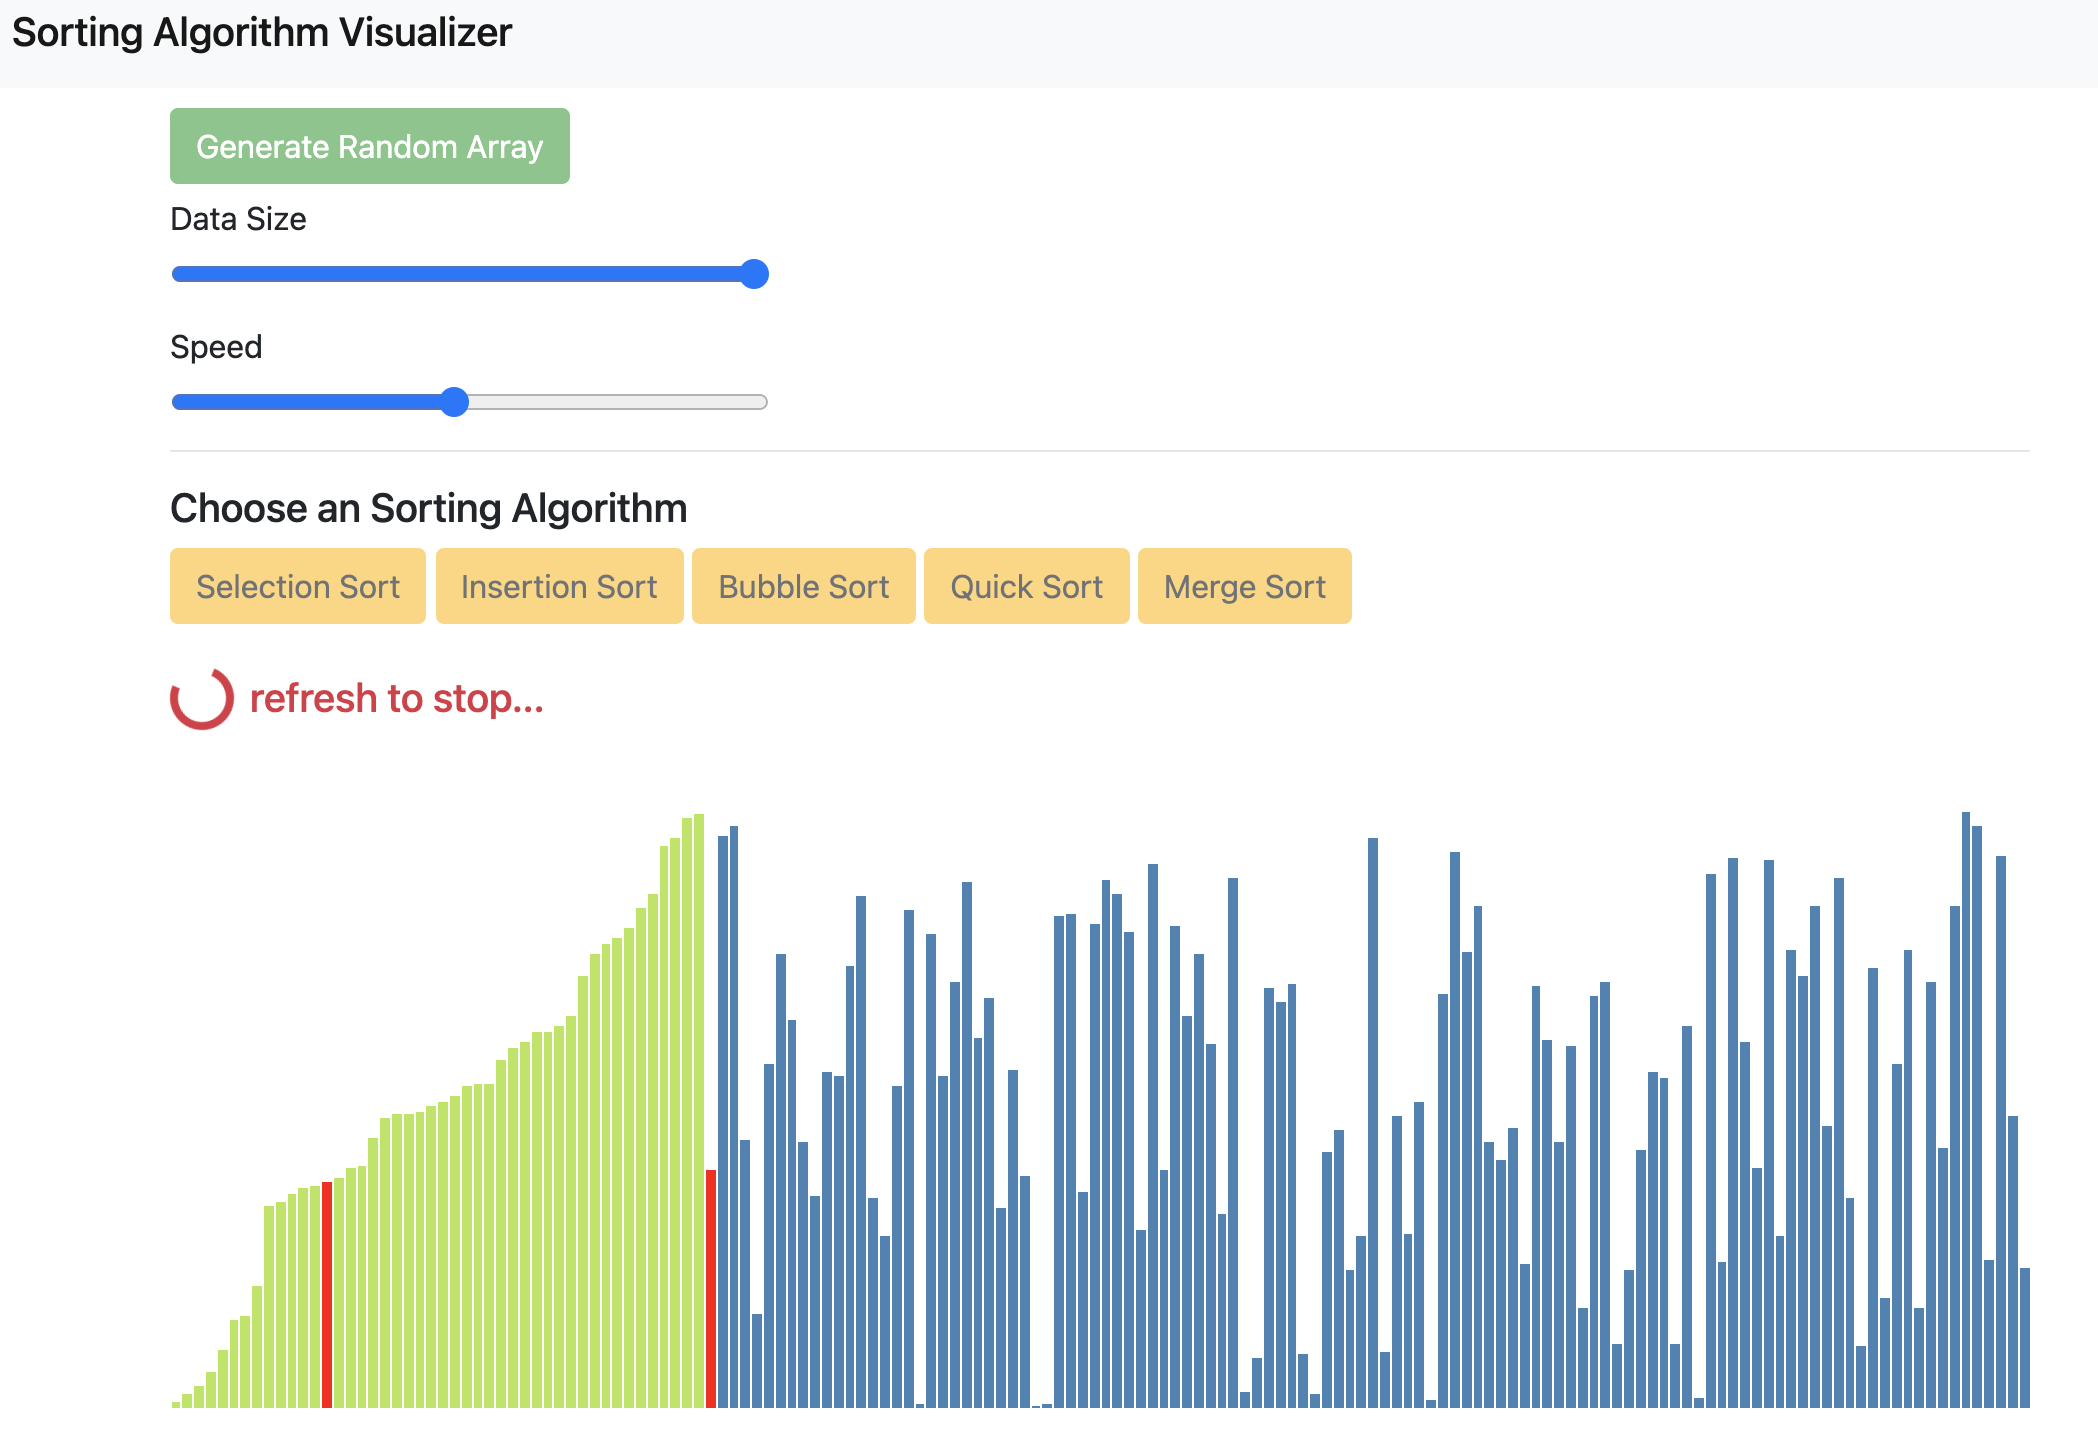 Sorting Algorithm Visualizer
Generate Random Array
Data Size
Speed
Choose an Sorting Algorithm
Selection Sort Insertion Sort Bubble Sort Quick Sort Merge Sort
refresh to stop...